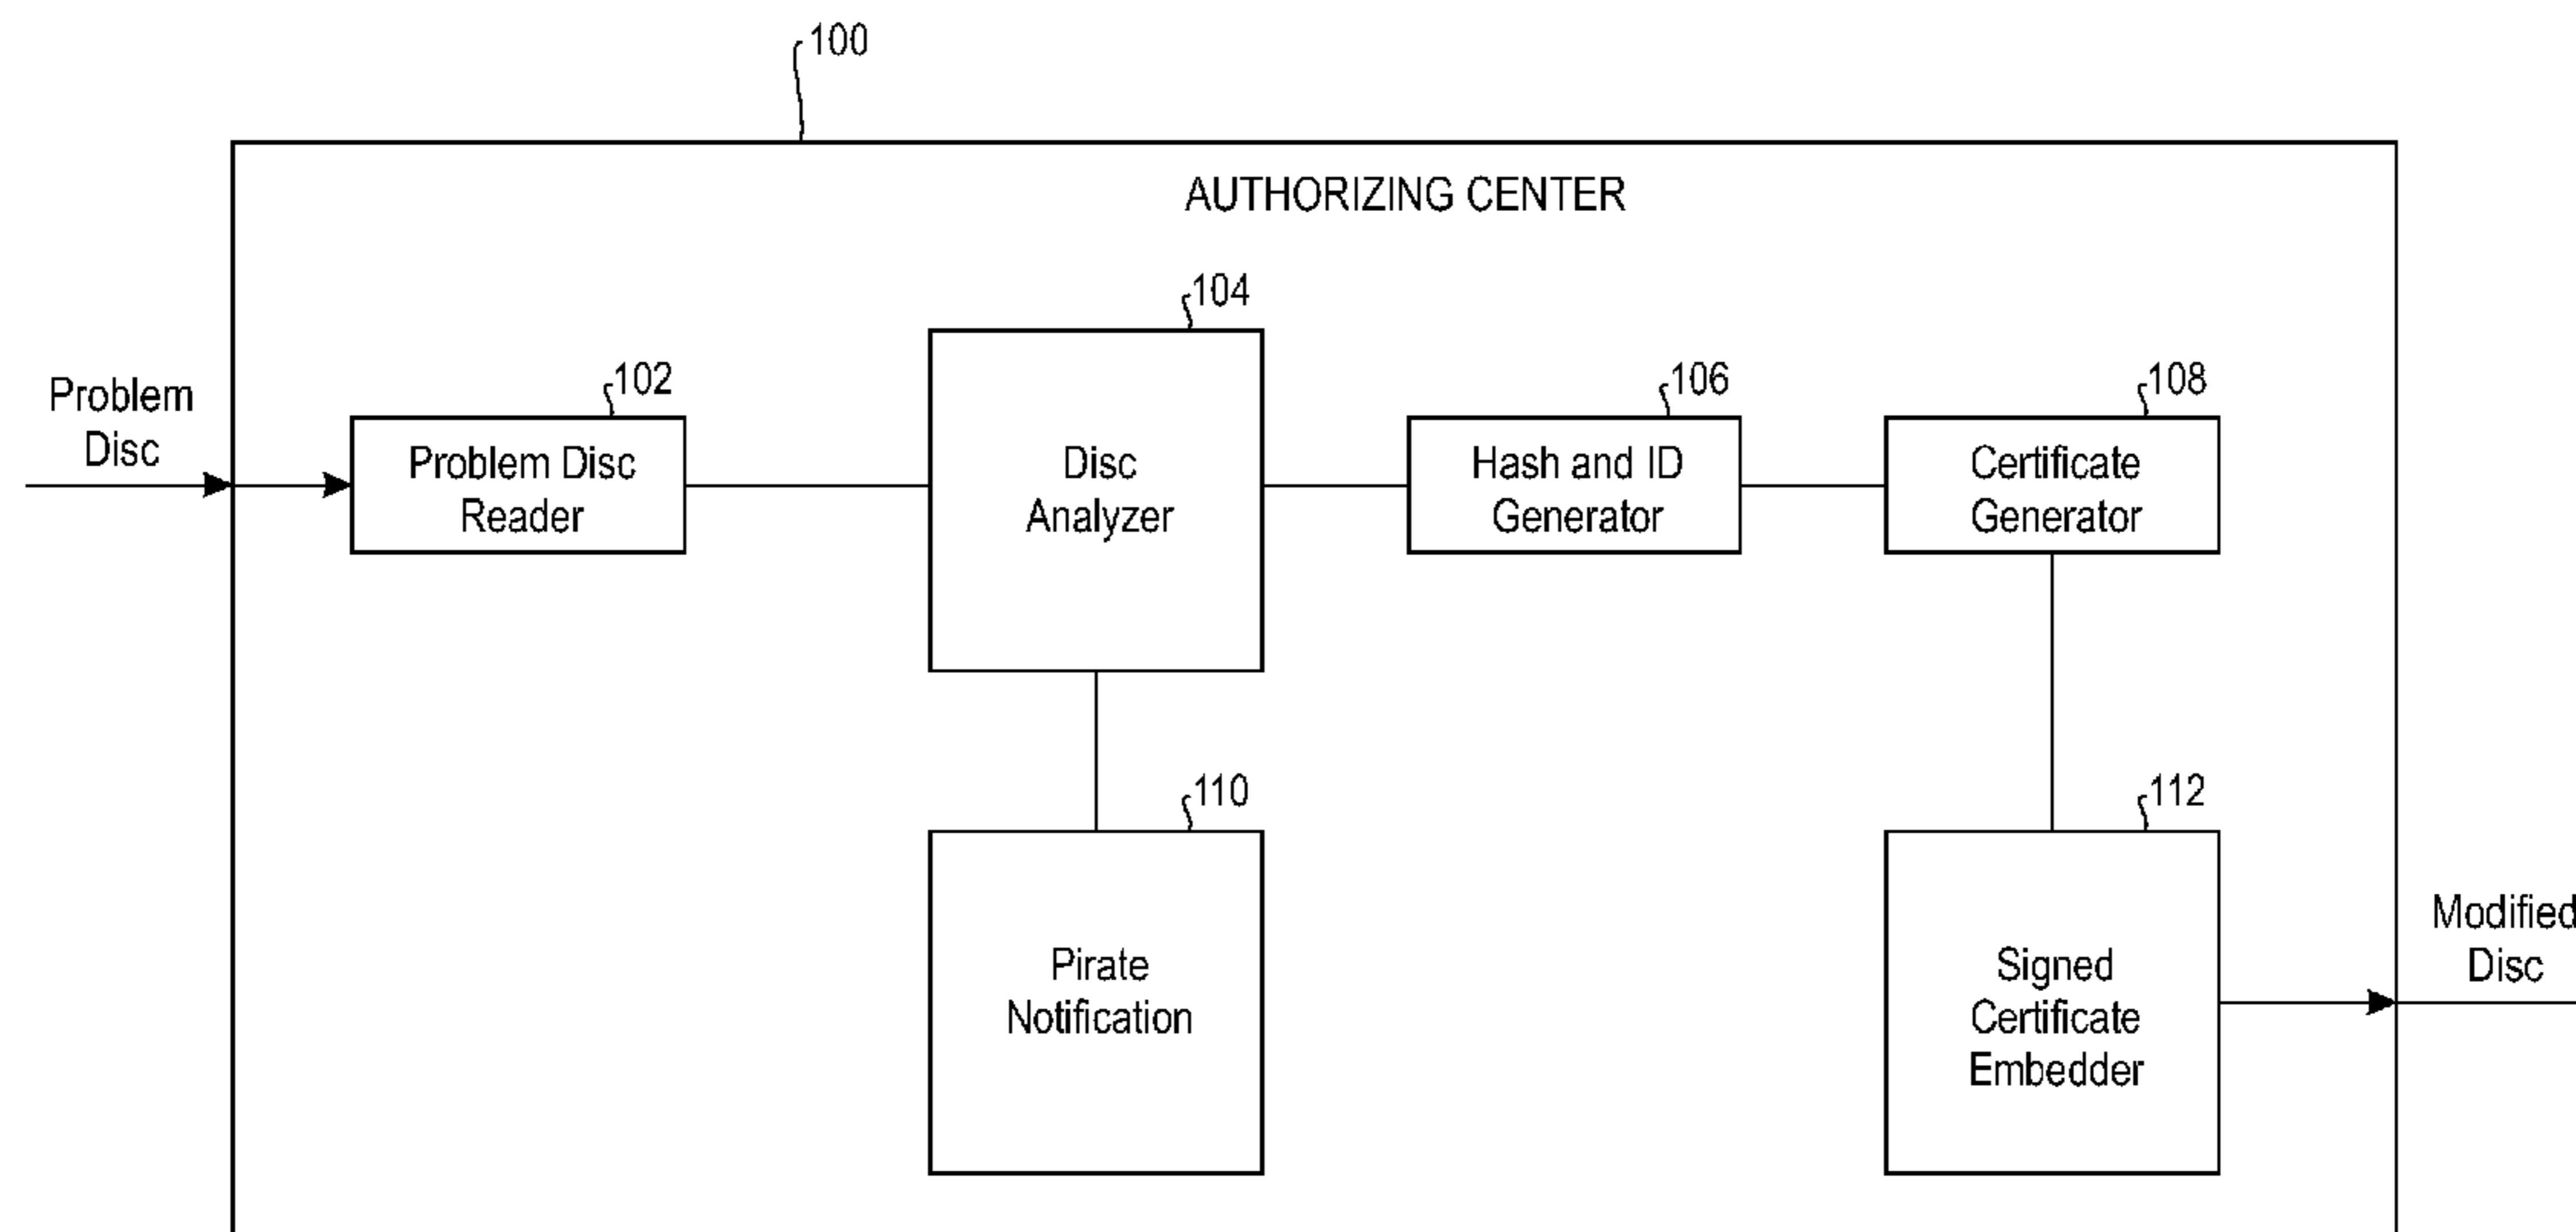 100
AUTHORIZING CENTER
Problem
Disc
102
Problem Disc
Reader
104
Disc
Analyzer
106
Hash and ID
Generator
108
Certificate
Generator
110
Pirate
Notification
112
Signed
Certificate
Embedder
Modified
Disc